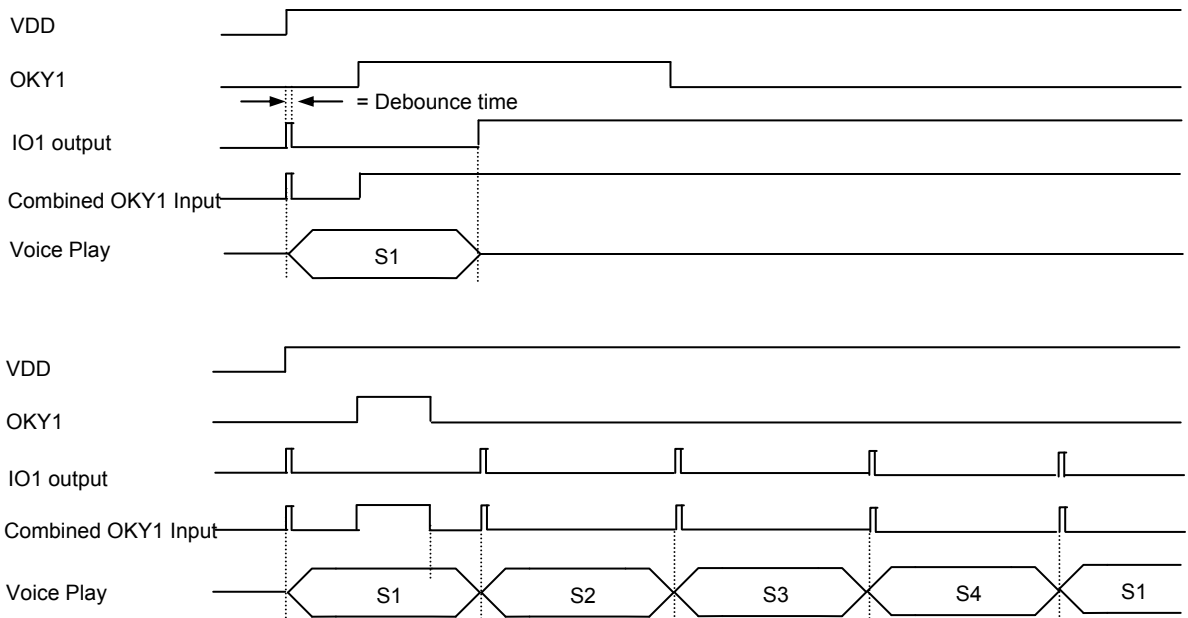 VDD
OKY1
= Debounce time
IO1 output
Combined OKY1 Input
Voice Play
S1
VDD
OKY1
IO1 output
Combined OKY1 Input
Voice Play
S1
S2
S3
S4
S1